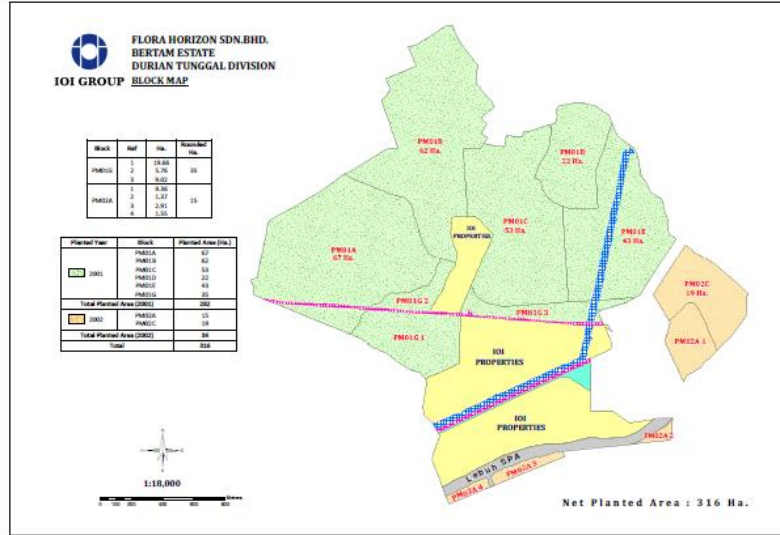 FLORA HORIZON SDN.BHD.
BERTAM ESTATE
DURIAN TUNGGAL DIVISION
IOI GROUP BLOCK MAP
Block Ref Ha. Rounded Ha.
PM01G 1 19.66 35
2 5.76
3 9.02
PM02A 1 9.36 15
2 1.37
3 2.91
4 1.55
Planted Year Block Planted Area (Ha.)
2001 PM01A 67
PM01B 62
PM01C 53
PM01D 22
PM01E 43
PM01G 35
Total Planted Area (2001) 282
2002 PM02A 15
PM02C 19
Total Planted Area (2002) 34
Total 316
PM01B
62 Ha.
PM01D
22 Ha.
PM01C
53 Ha.
IOI
PROPERTIES
PM01E
43 Ha.
PM01A
67 Ha.
PM02C
19 Ha.
PM01G 2
PM01G 3
PM01G 1
PM02A 1
IOI
PROPERTIES
IOI
PROPERTIES
PM02A 2
Lebuh SPA
PM02A 3
PM02A 4
1:18,000
Net Planted Area : 316 Ha.